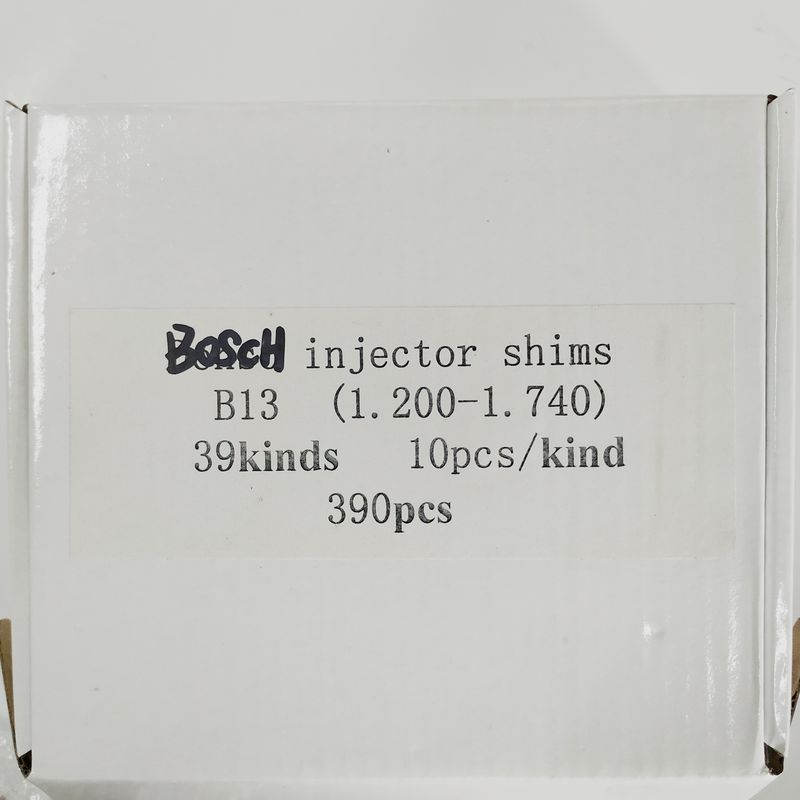 BOSCH injector shims
B13 (1.200-1.740)
39kinds 10pcs/kind
390pcs